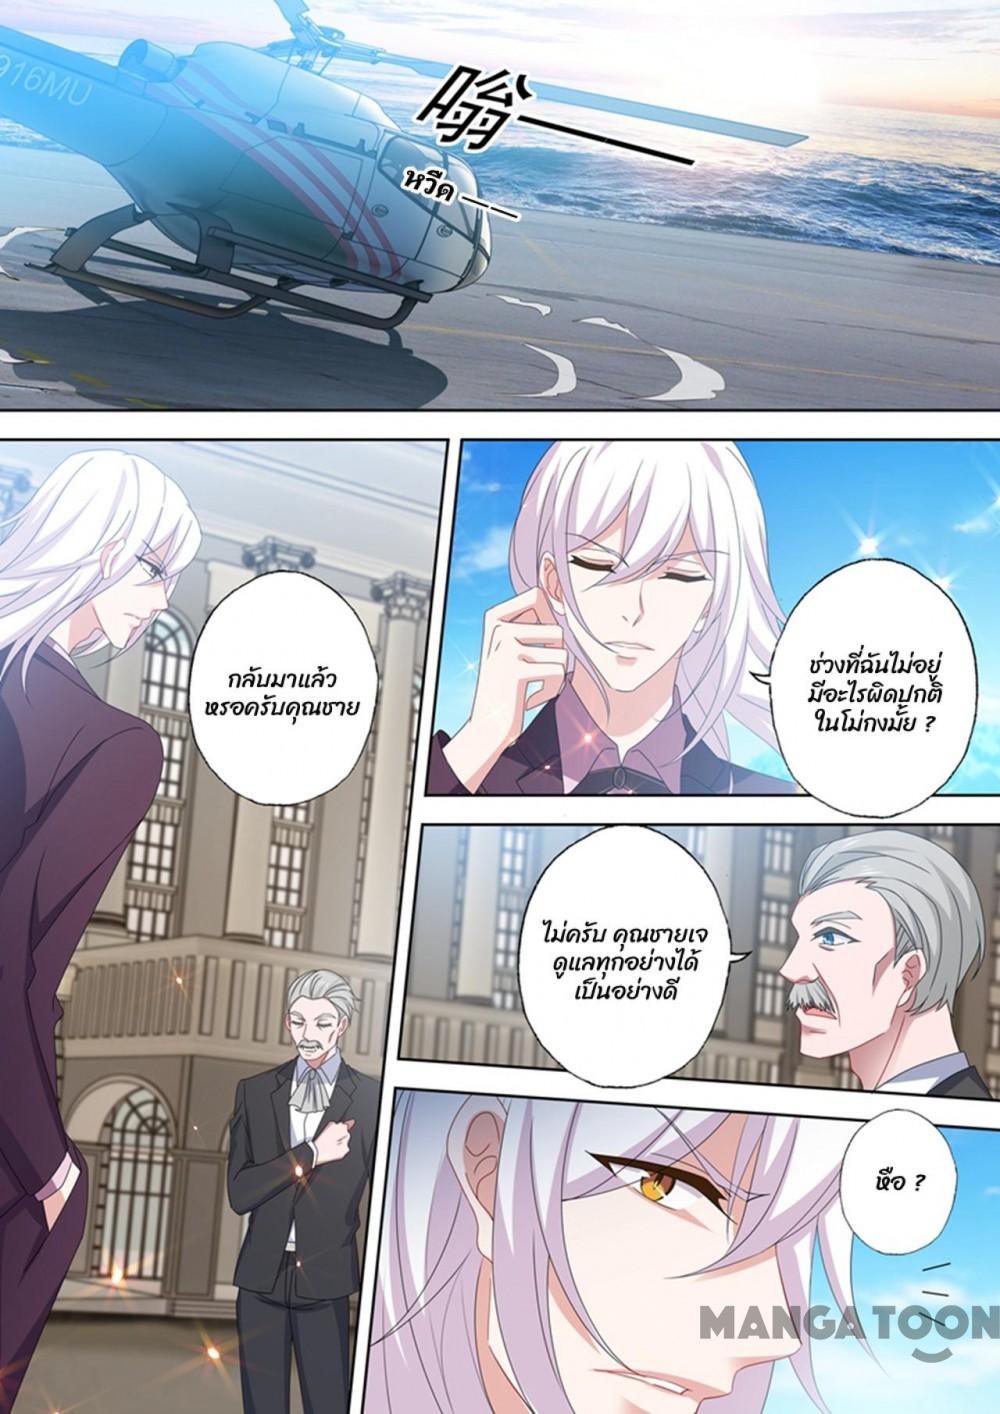 916MU
嗡——
หวืด ——
กลับมาแล้ว
หรอครับคุณชาย
ช่วงที่ฉันไม่อยู่
มีอะไรผิดปกติ
ในโม่กงมั้ย ?
ไม่ครับ คุณชายเจ
ดูแลทุกอย่างได้
เป็นอย่างดี
หือ ?
MANGATOON